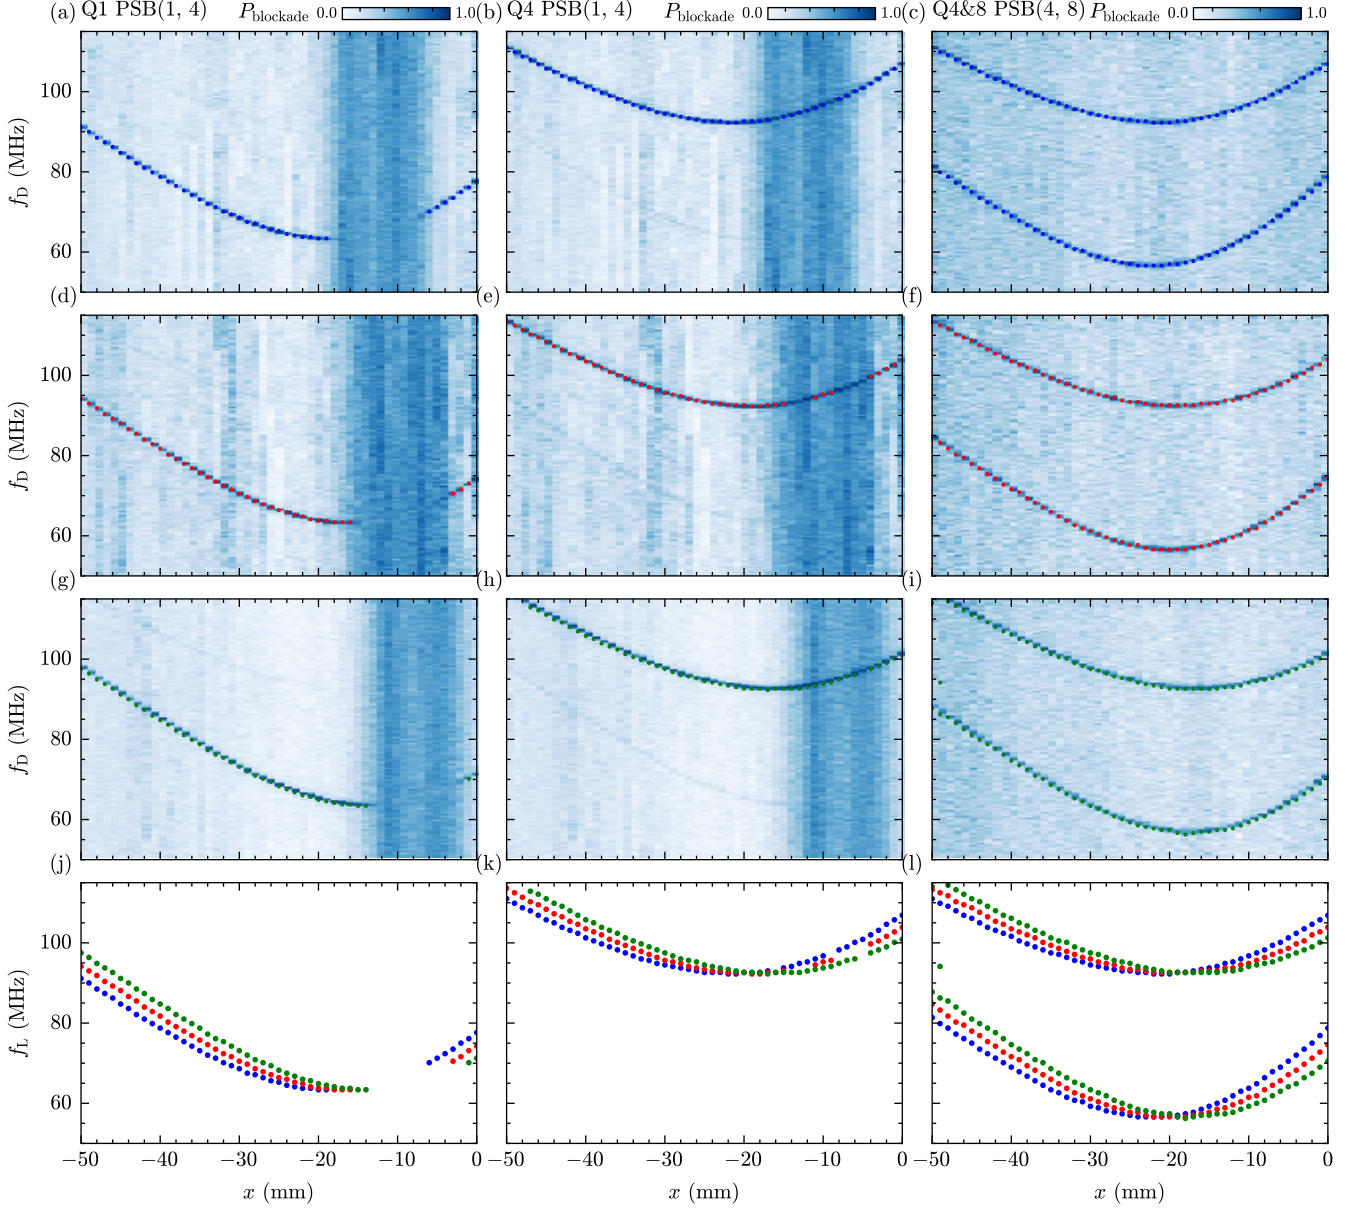 (a) Q1 PSB(1, 4) P_blockade 0.0 1.0
(b) Q4 PSB(1, 4) P_blockade 0.0 1.0
(c) Q4&8 PSB(4, 8) P_blockade 0.0 1.0
100
80
60
f_D (MHz)
(d)
(e)
(f)
100
80
60
f_D (MHz)
(g)
(h)
(i)
100
80
60
f_D (MHz)
(j)
(k)
(l)
100
80
60
f_L (MHz)
−50 −40 −30 −20 −10 0
−50 −40 −30 −20 −10 0
−50 −40 −30 −20 −10 0
x (mm)
x (mm)
x (mm)